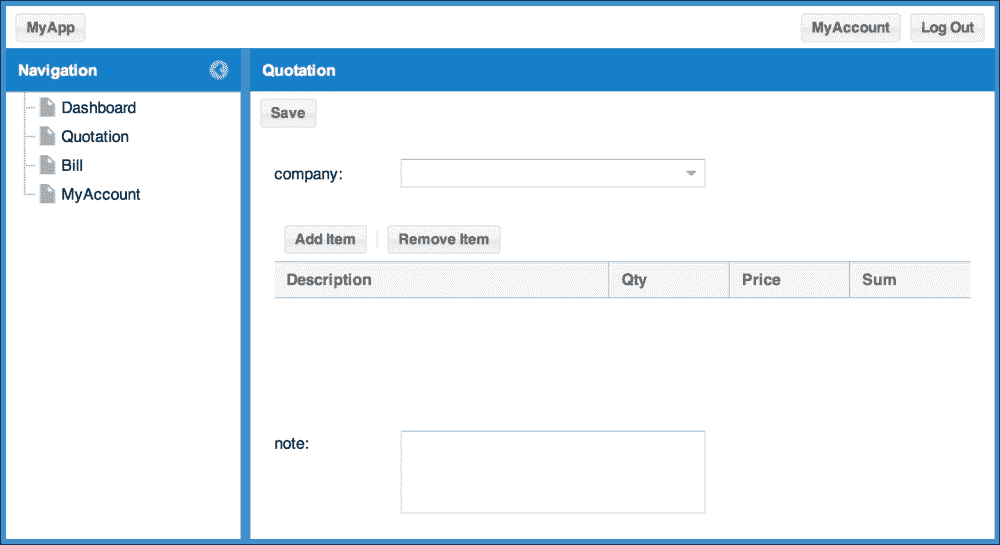 MyApp MyAccount Log Out
Navigation
Dashboard
Quotation
Bill
MyAccount
Quotation
Save
company:
Add Item Remove Item
Description Qty Price Sum
note: